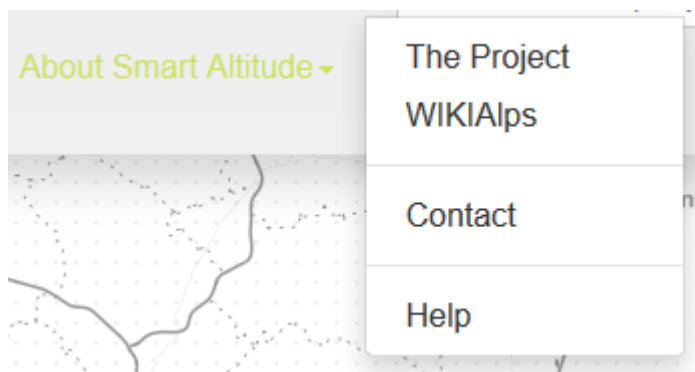 About Smart Altitude
The Project
WIKIAlps
Contact
Help